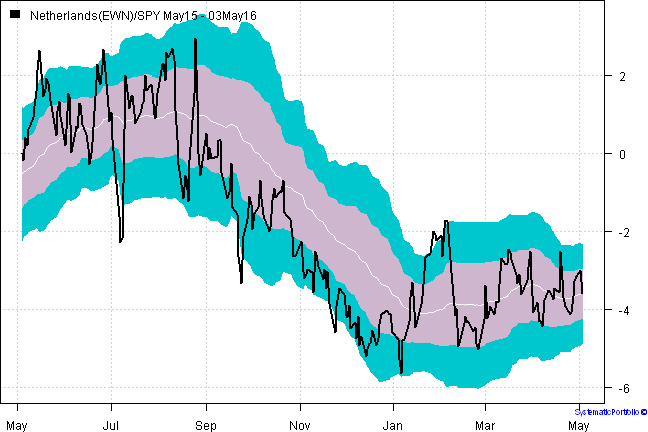 Netherlands(EWN)/SPY May15 - 03May16
2
0
-2
-4
-6
May Jul Sep Nov Jan Mar May
SystematicPortfolio ©